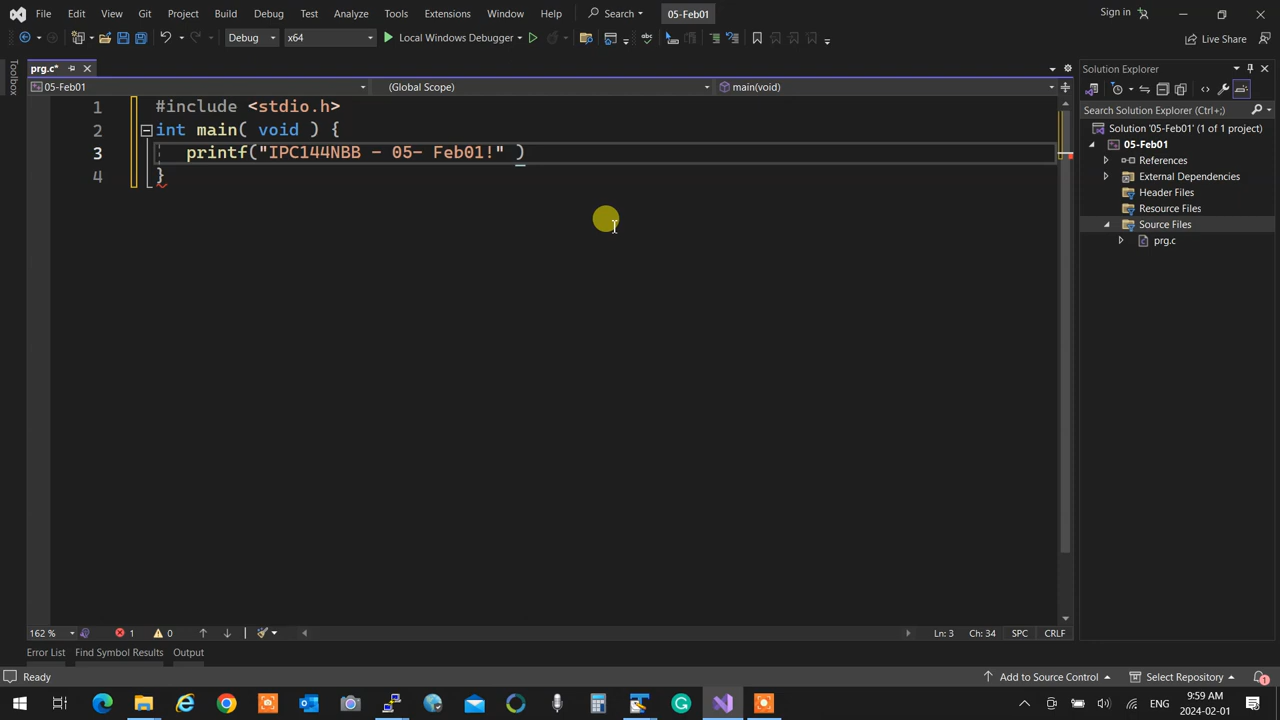 File Edit View Git Project Build Debug Test Analyze Tools Extensions Window Help Search 05-Feb01 Sign in
Debug x64 Local Windows Debugger Live Share
Toolbox
prg.c*
05-Feb01 (Global Scope) main(void)
1 #include <stdio.h>
2 int main( void ) {
3 printf("IPC144NBB - 05- Feb01!" )
4 }
Solution Explorer
Search Solution Explorer (Ctrl+;)
Solution '05-Feb01' (1 of 1 project)
05-Feb01
References
External Dependencies
Header Files
Resource Files
Source Files
prg.c
162 % 1 0 Ln: 3 Ch: 34 SPC CRLF
Error List Find Symbol Results Output
Ready Add to Source Control Select Repository 1
ENG 9:59 AM
2024-02-01